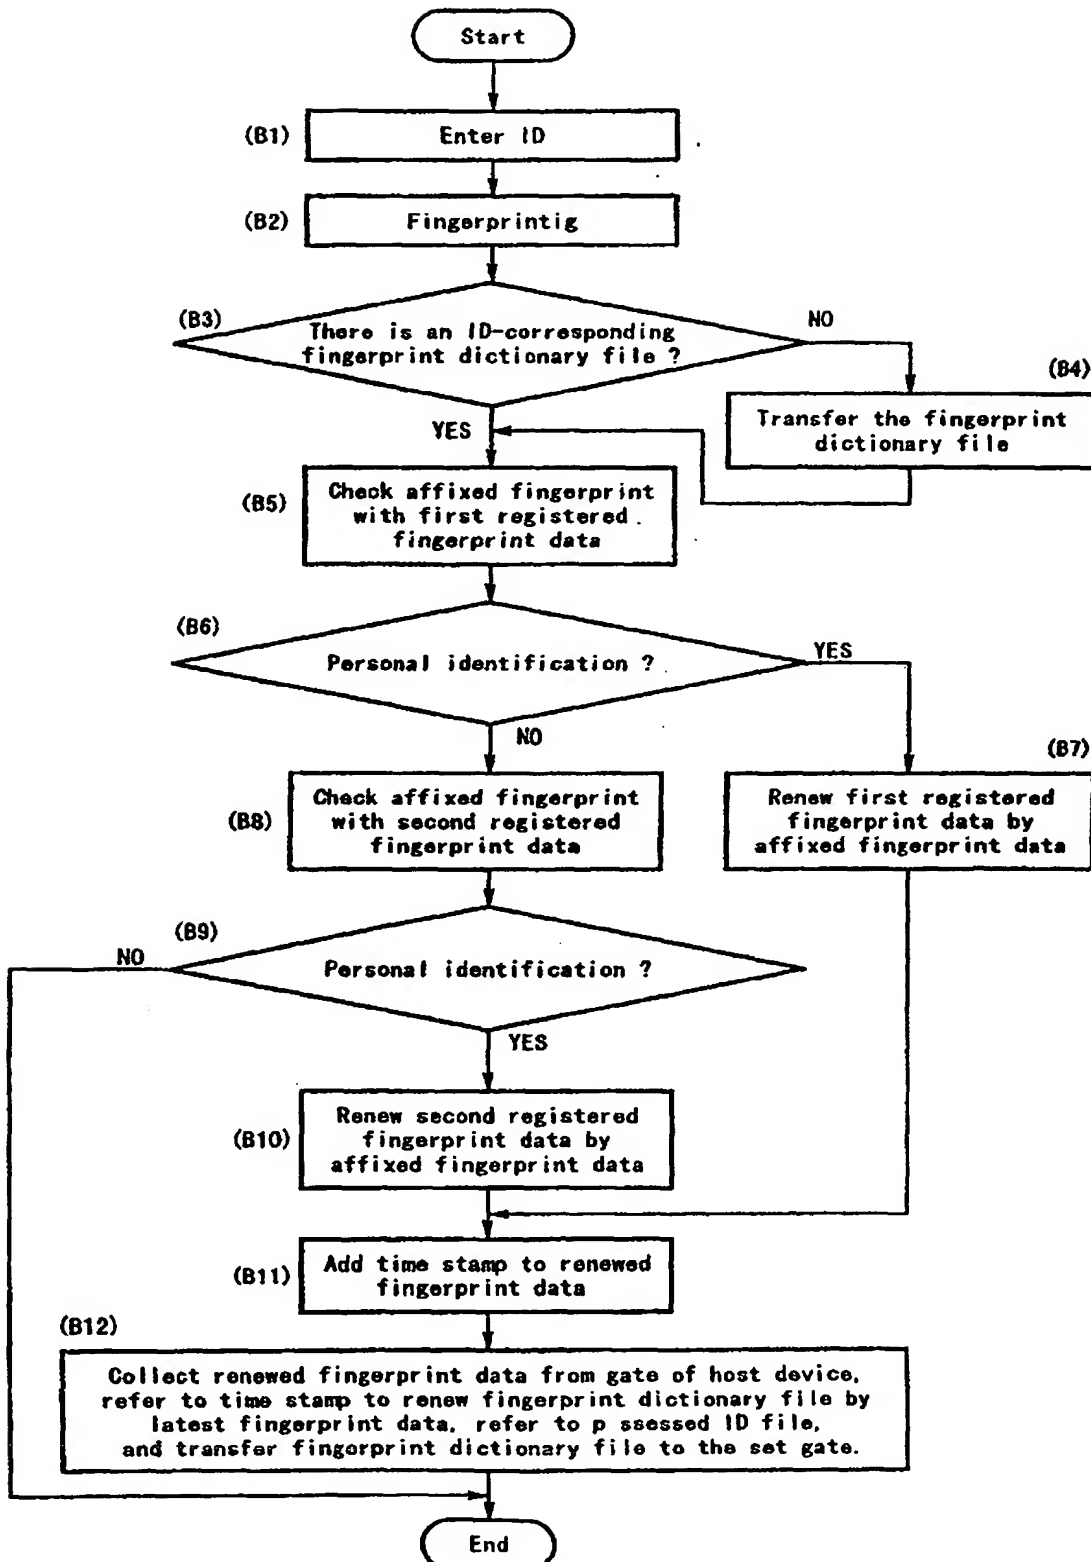 Start
(B1)
Enter ID
(B2)
Fingerprintig
(B3)
There is an ID-corresponding
fingerprint dictionary file ?
NO
(B4)
Transfer the fingerprint
dictionary file
YES
(B5)
Check affixed fingerprint
with first registered
fingerprint data
(B6)
Personal identification ?
YES
NO
(B7)
Renew first registered
fingerprint data by
affixed fingerprint data
(B8)
Check affixed fingerprint
with second registered
fingerprint data
(B9)
NO
Personal identification ?
YES
(B10)
Renew second registered
fingerprint data by
affixed fingerprint data
(B11)
Add time stamp to renewed
fingerprint data
(B12)
Collect renewed fingerprint data from gate of host device,
refer to time stamp to renew fingerprint dictionary file by
latest fingerprint data, refer to p ssessed ID file,
and transfer fingerprint dictionary file to the set gate.
End